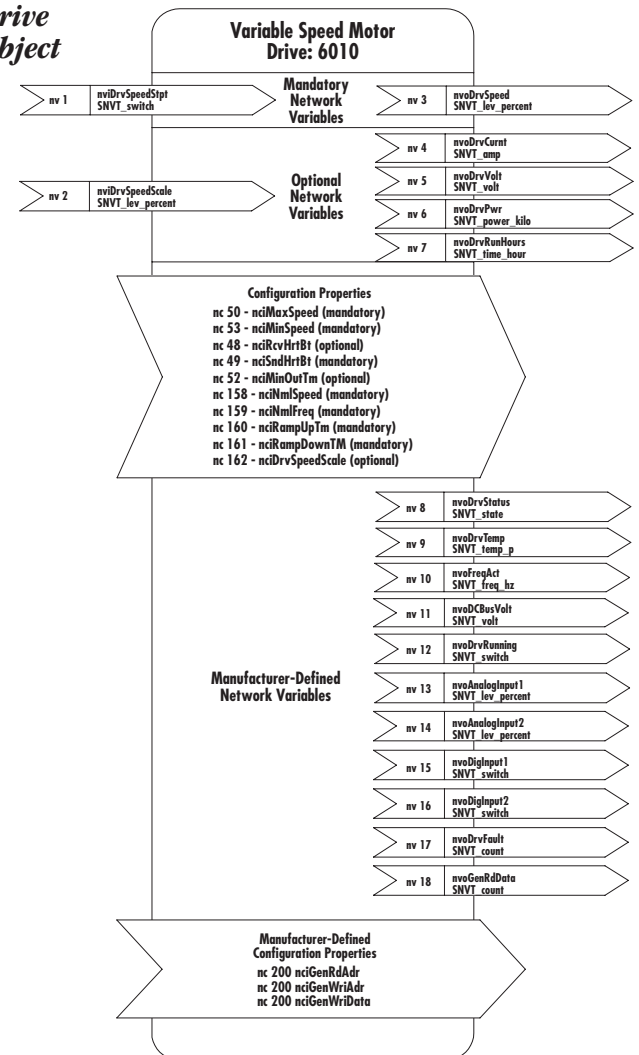 rive
bject
Variable Speed Motor
Drive: 6010
Mandatory
Network
Variables
nv 1
nviDrvSpeedStpt
SNVT_switch
nv 3
nvoDrvSpeed
SNVT_lev_percent
Optional
Network
Variables
nv 2
nviDrvSpeedScale
SNVT_lev_percent
nv 4
nvoDrvCurnt
SNVT_amp
nv 5
nvoDrvVolt
SNVT_volt
nv 6
nvoDrvPwr
SNVT_power_kilo
nv 7
nvoDrvRunHours
SNVT_time_hour
Configuration Properties
nc 50 - nciMaxSpeed (mandatory)
nc 53 - nciMinSpeed (mandatory)
nc 48 - nciRcvHrtBt (optional)
nc 49 - nciSndHrtBt (mandatory)
nc 52 - nciMinOutTm (optional)
nc 158 - nciNmlSpeed (mandatory)
nc 159 - nciNmlFreq (mandatory)
nc 160 - nciRampUpTm (mandatory)
nc 161 - nciRampDownTM (mandatory)
nc 162 - nciDrvSpeedScale (optional)
Manufacturer-Defined
Network Variables
nv 8
nvoDrvStatus
SNVT_state
nv 9
nvoDrvTemp
SNVT_temp_p
nv 10
nvoFreqAct
SNVT_freq_hz
nv 11
nvoDCBusVolt
SNVT_volt
nv 12
nvoDrvRunning
SNVT_switch
nv 13
nvoAnalogInput1
SNVT_lev_percent
nv 14
nvoAnalogInput2
SNVT_lev_percent
nv 15
nvoDigInput1
SNVT_switch
nv 16
nvoDigInput2
SNVT_switch
nv 17
nvoDrvFault
SNVT_count
nv 18
nvoGenRdData
SNVT_count
Manufacturer-Defined
Configuration Properties
nc 200 nciGenRdAdr
nc 200 nciGenWriAdr
nc 200 nciGenWriData